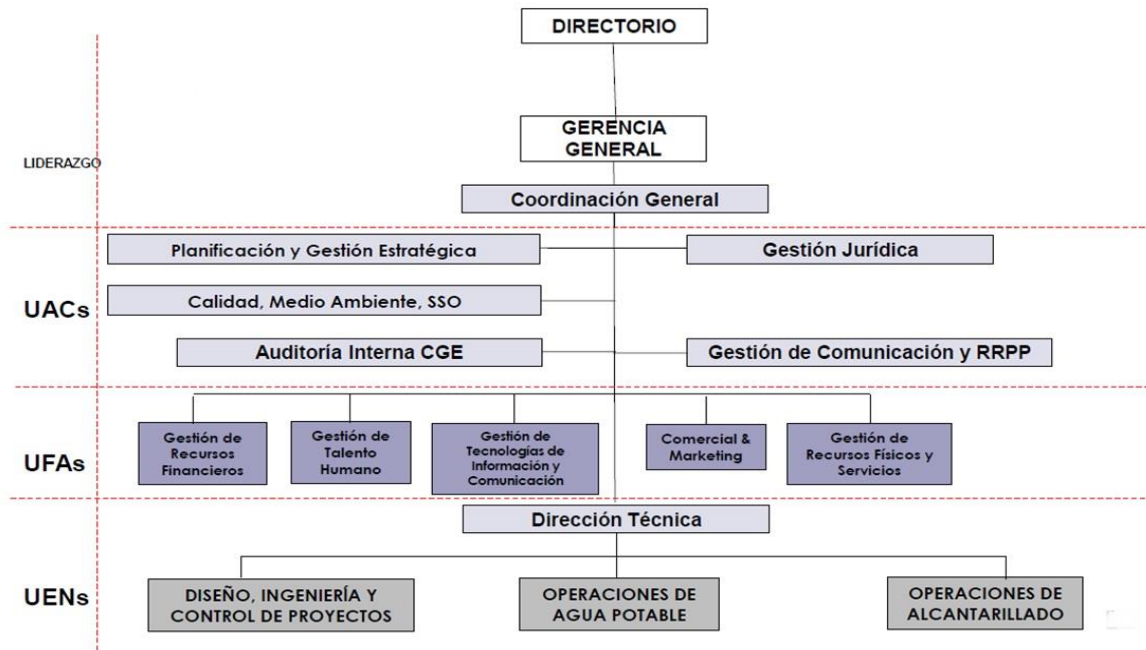 DIRECTORIO
GERENCIA
GENERAL
LIDERAZGO
Coordinación General
Planificación y Gestión Estratégica
Gestión Jurídica
UACs
Calidad, Medio Ambiente, SSO
Auditoría Interna CGE
Gestión de Comunicación y RRPP
UFAs
Gestión de
Recursos
Financieros
Gestión de
Talento
Humano
Gestión de
Tecnologías de
Información y
Comunicación
Comercial &
Marketing
Gestión de
Recursos Físicos y
Servicios
Dirección Técnica
UENs
DISEÑO, INGENIERÍA Y
CONTROL DE PROYECTOS
OPERACIONES DE
AGUA POTABLE
OPERACIONES DE
ALCANTARILLADO